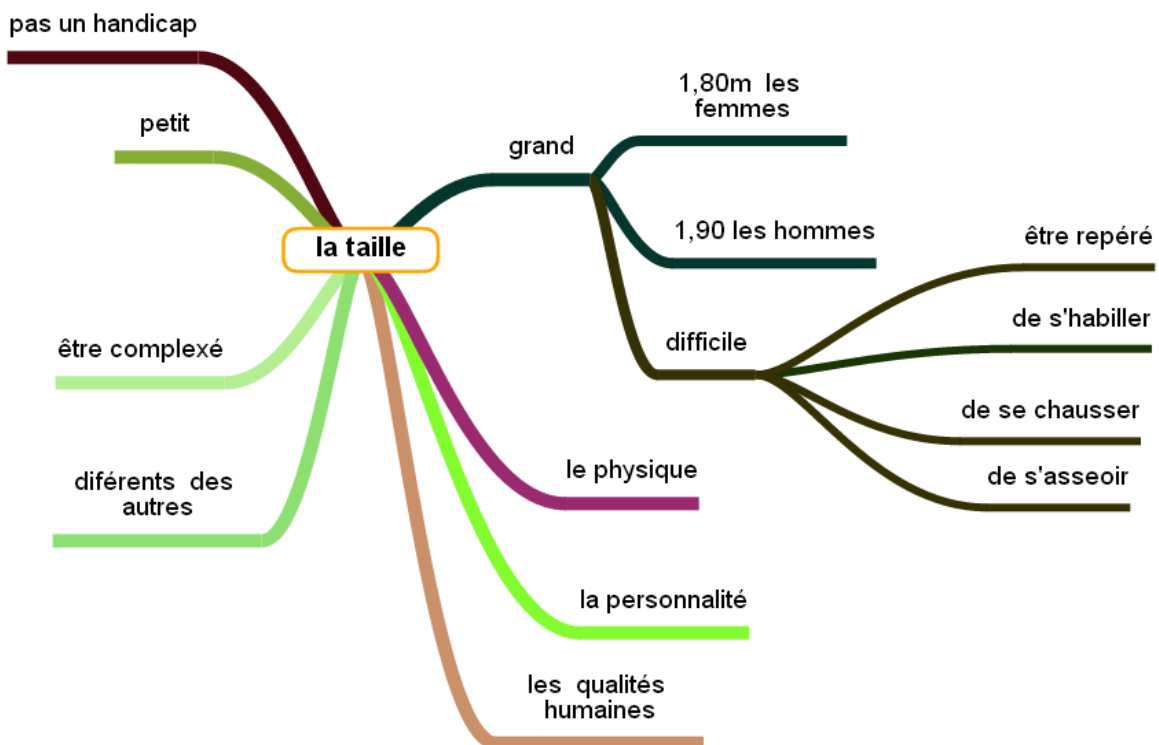 pas un handicap
petit
la taille
être complexé
diférents des
autres
grand
1,80m les
femmes
1,90 les hommes
difficile
être repéré
de s'habiller
de se chausser
de s'asseoir
le physique
la personnalité
les qualités
humaines